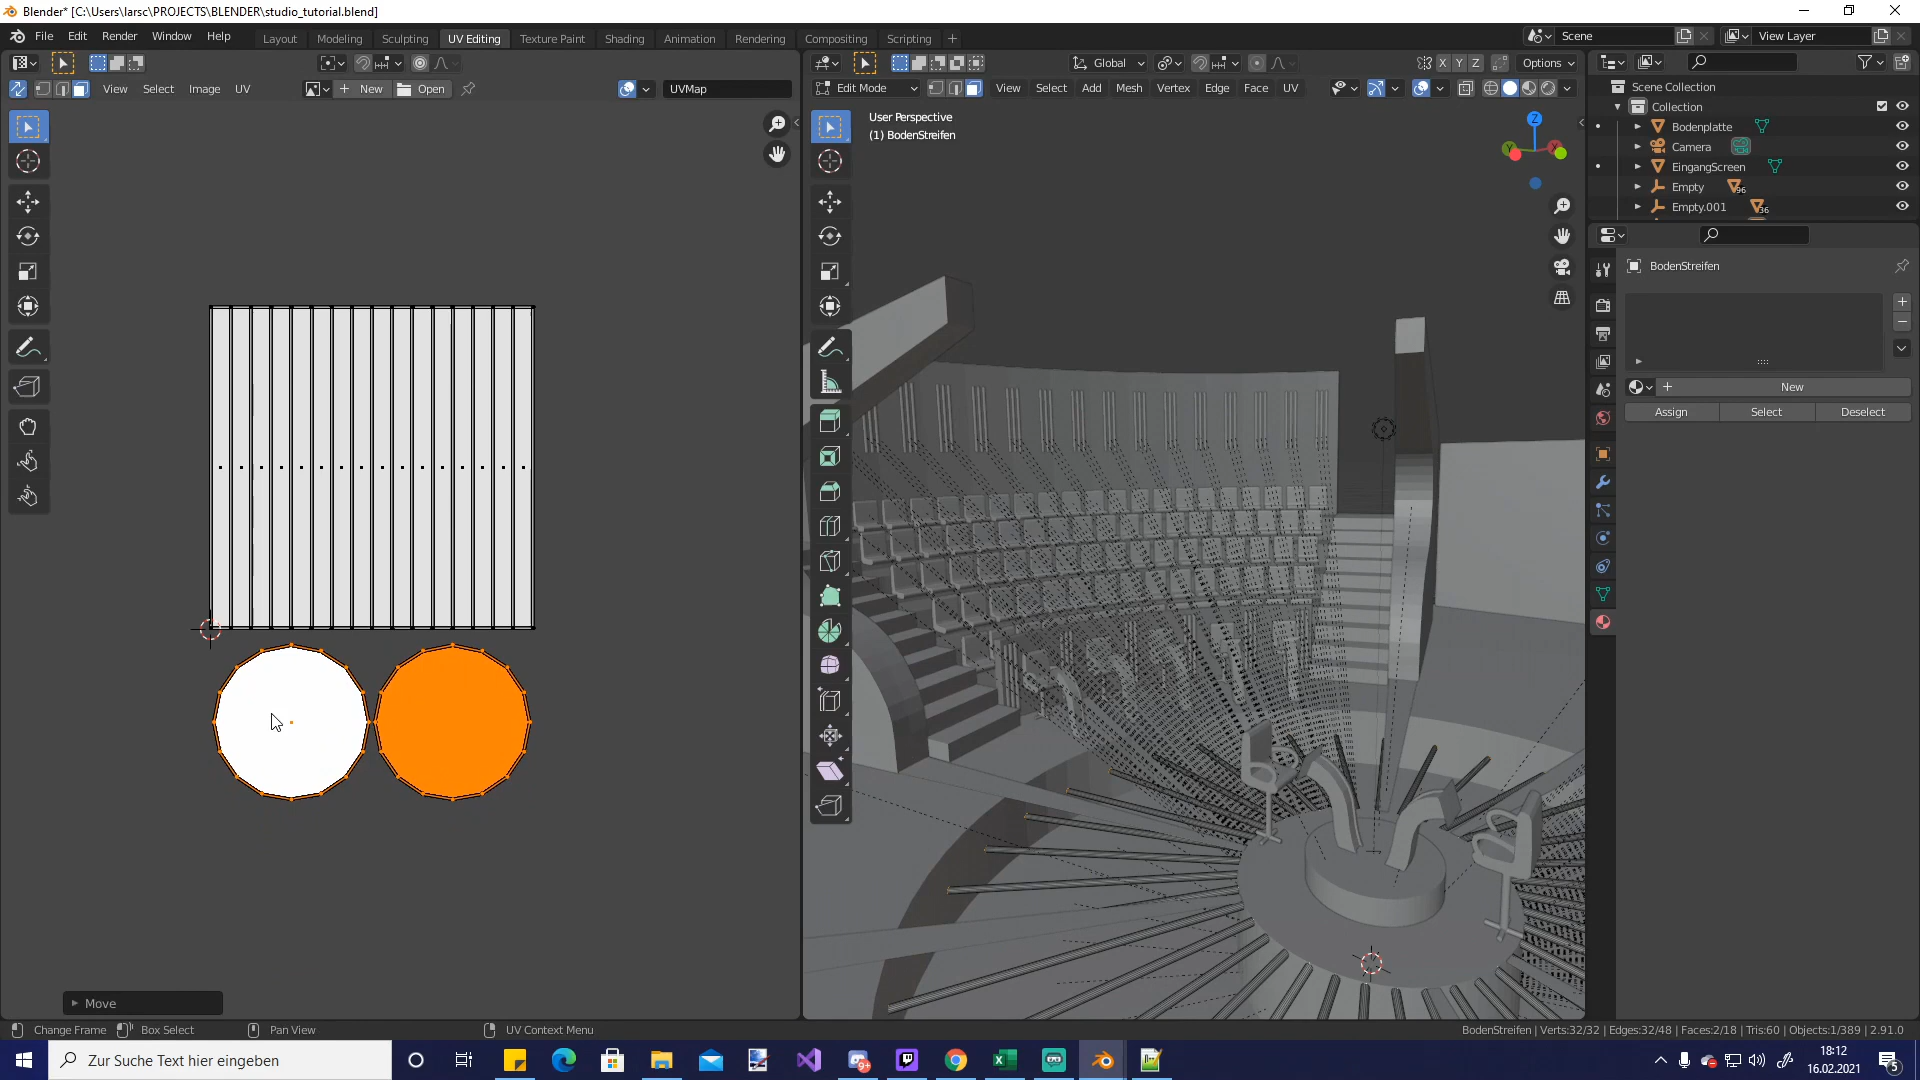 Blender* [C:\Users\larsc\PROJECTS\BLENDER\studio_tutorial.blend]
File Edit Render Window Help
Layout Modeling Sculpting UV Editing Texture Paint Shading Animation Rendering Compositing Scripting +
Scene
View Layer
Global
X Y Z
Options
View Select Image UV
New
Open
UVMap
Edit Mode
View Select Add Mesh Vertex Edge Face UV
User Perspective
(1) BodenStreifen
Z
Y
Scene Collection
Collection
Bodenplatte
Camera
EingangScreen
Empty
96
Empty.001
36
BodenStreifen
New
Assign Select Deselect
Move
Change Frame Box Select Pan View UV Context Menu
BodenStreifen | Verts:32/32 | Edges:32/48 | Faces:2/18 | Tris:60 | Objects:1/389 | 2.91.0
Zur Suche Text hier eingeben
9+
18:12
16.02.2021
5